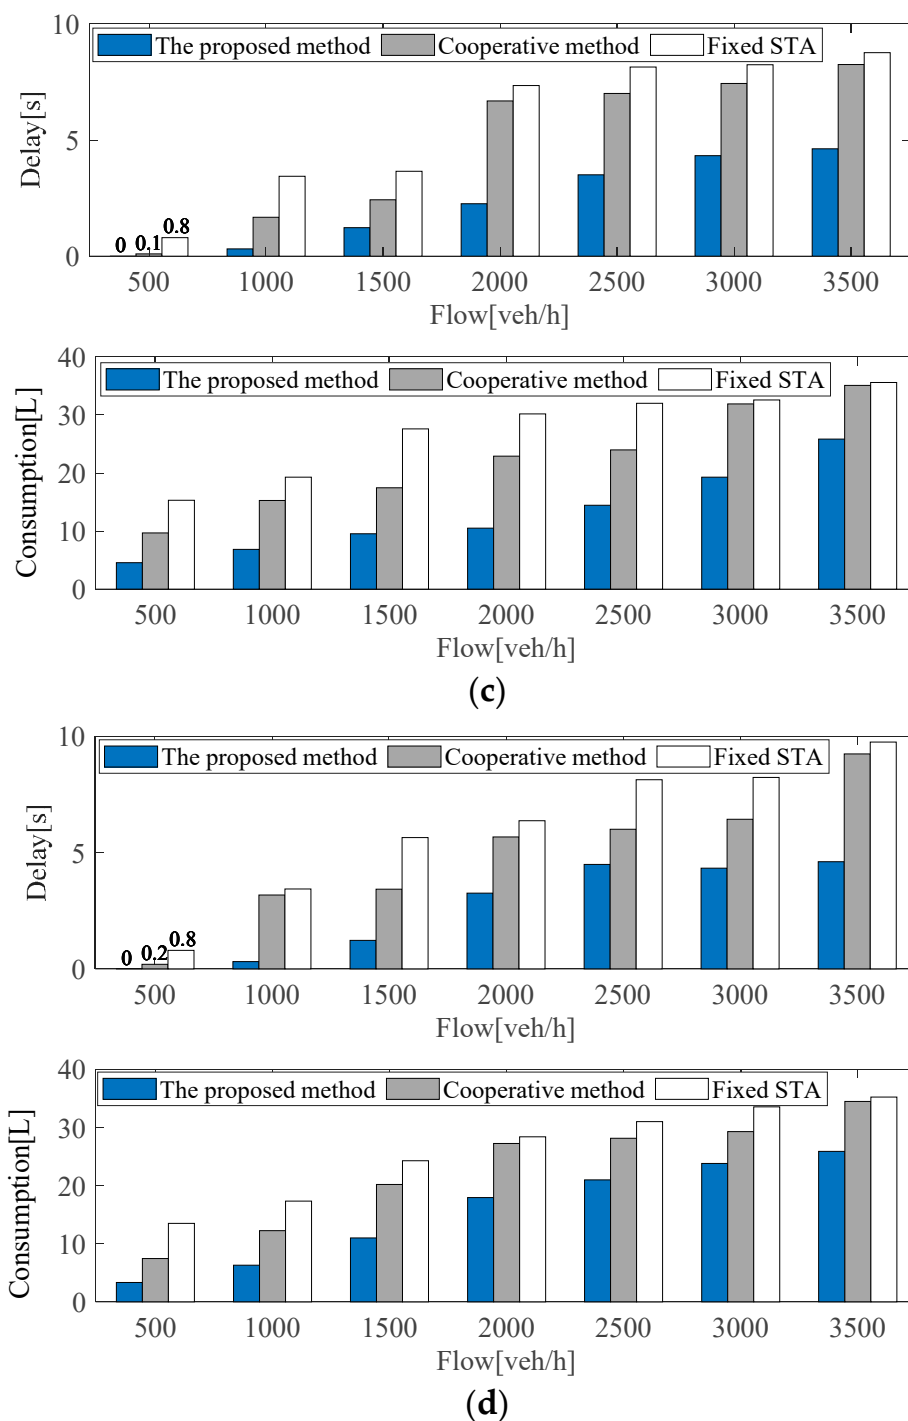 10
The proposed method Cooperative method Fixed STA
Delay[s]
5
0 0.1 0.8
0
500 1000 1500 2000 2500 3000 3500
Flow[veh/h]
40
The proposed method Cooperative method Fixed STA
Consumption[L]
30
20
10
0
500 1000 1500 2000 2500 3000 3500
Flow[veh/h]
(c)
10
The proposed method Cooperative method Fixed STA
Delay[s]
5
0 0.2 0.8
0
500 1000 1500 2000 2500 3000 3500
Flow[veh/h]
40
The proposed method Cooperative method Fixed STA
Consumption[L]
30
20
10
0
500 1000 1500 2000 2500 3000 3500
Flow[veh/h]
(d)